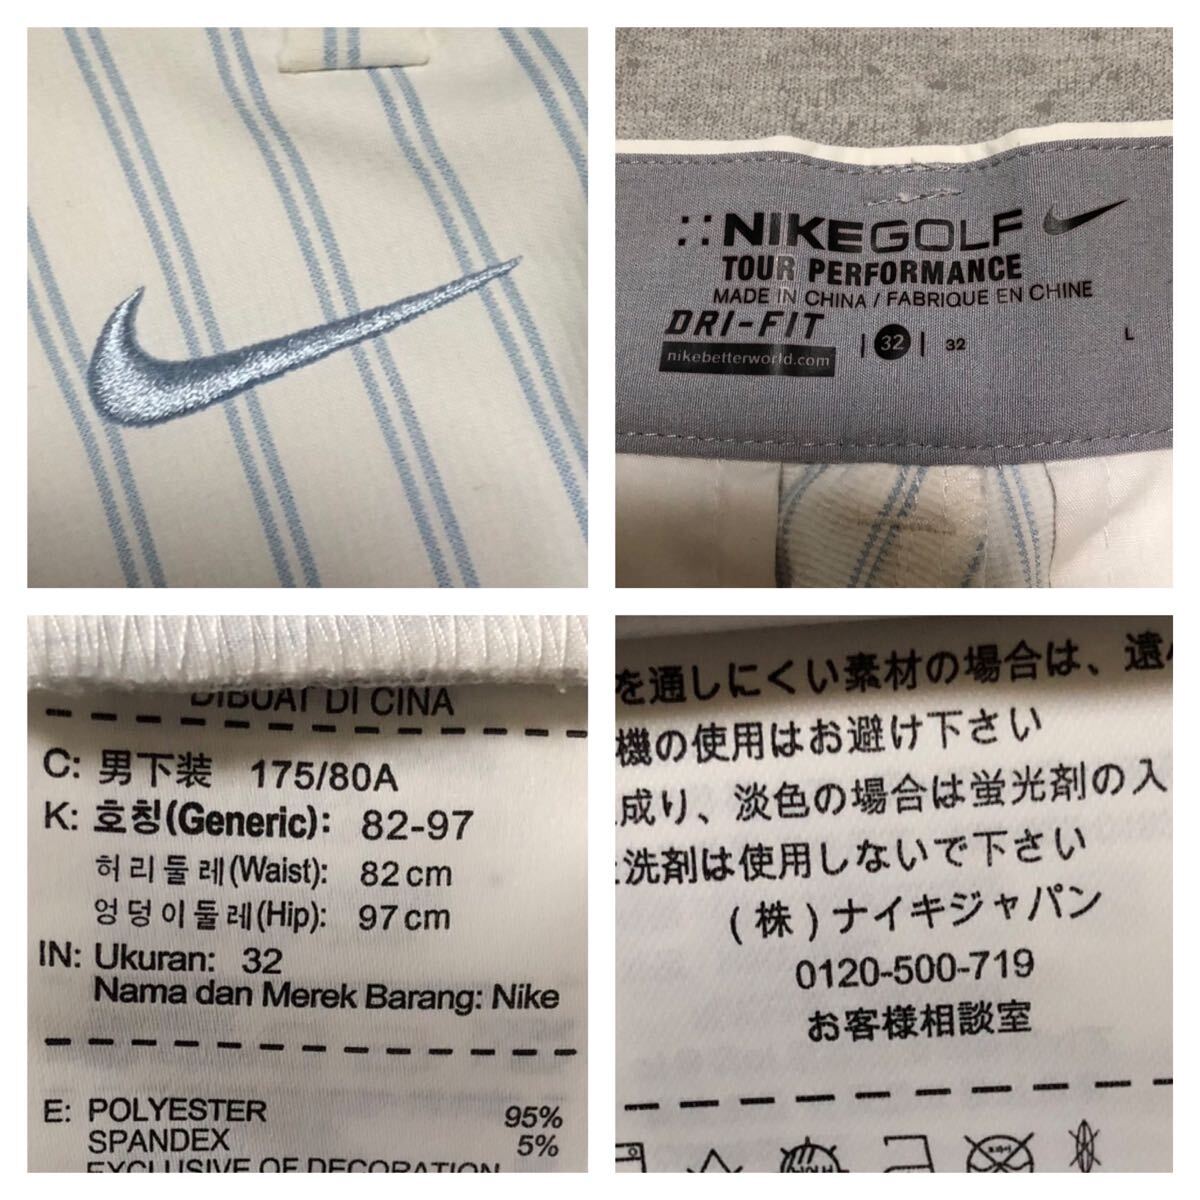 NIKEGOLF
TOUR PERFORMANCE
MADE IN CHINA / FABRIQUE EN CHINE
DRI-FIT
nikebetterworld.com
| 32 | 32
L
DIBUAT DI CINA
C: 男下装 175/80A
K: 호칭(Generic): 82-97
허리둘레(Waist): 82cm
엉덩이둘레(Hip): 97cm
IN: Ukuran: 32
Nama dan Merek Barang: Nike
E: POLYESTER 95%
SPANDEX 5%
EXCLUSIVE OF DECORATION
を通しにくい素材の場合は、遠
機の使用はお避け下さい
成り、淡色の場合は蛍光剤の入
洗剤は使用しないで下さい
(株)ナイキジャパン
0120-500-719
お客様相談室